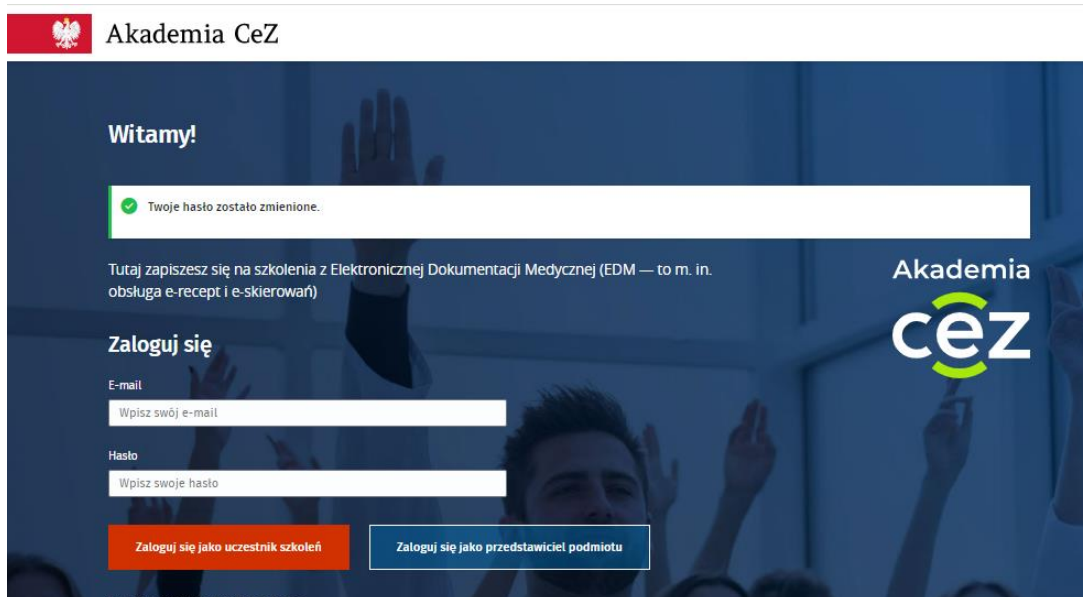 Akademia CeZ
Witamy!
Twoje hasło zostało zmienione.
Tutaj zapiszesz się na szkolenia z Elektronicznej Dokumentacji Medycznej (EDM — to m. in.
obsługa e-recept i e-skierowań)
Akademia
cez
Zaloguj się
E-mail
Wpisz swój e-mail
Hasło
Wpisz swoje hasło
Zaloguj się jako uczestnik szkoleń
Zaloguj się jako przedstawiciel podmiotu